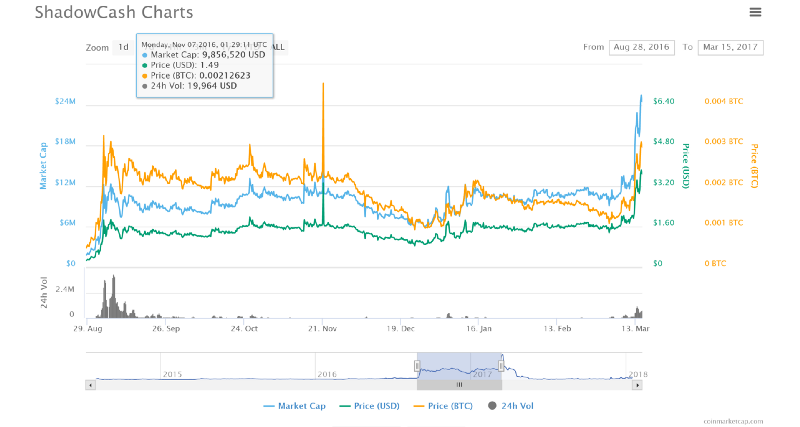 ShadowCash Charts
Zoom 1d ALL From Aug 28, 2016 To Mar 15, 2017
Monday, Nov 07 2016, 01:29:11 UTC
Market Cap: 9,856,520 USD
Price (USD): 1.49
Price (BTC): 0.00212623
24h Vol: 19,964 USD
$24M $6.40 0.004 BTC
$18M $4.80 0.003 BTC
$12M $3.20 0.002 BTC
$6M $1.60 0.001 BTC
$0 $0 0 BTC
Market Cap
Price (USD)
Price (BTC)
24h Vol
2.4M
0
29. Aug 26. Sep 24. Oct 21. Nov 19. Dec 16. Jan 13. Feb 13. Mar
2015 2016 2017 2018
Market Cap Price (USD) Price (BTC) 24h Vol
coinmarketcap.com